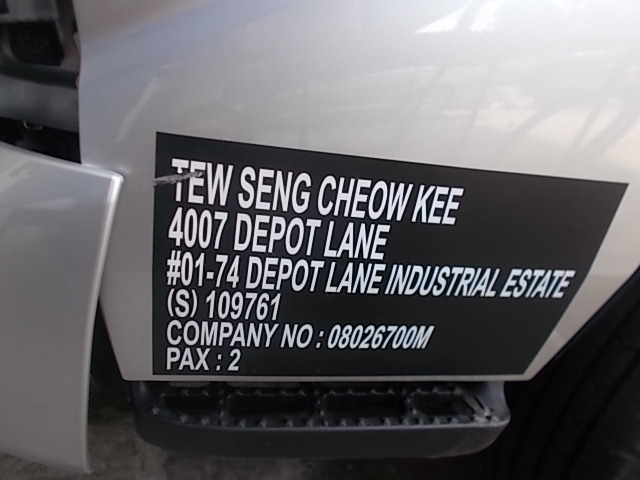 TEW SENG CHEOW KEE
4007 DEPOT LANE
#01-74 DEPOT LANE INDUSTRIAL ESTATE
(S) 109761
COMPANY NO : 08026700M
PAX : 2